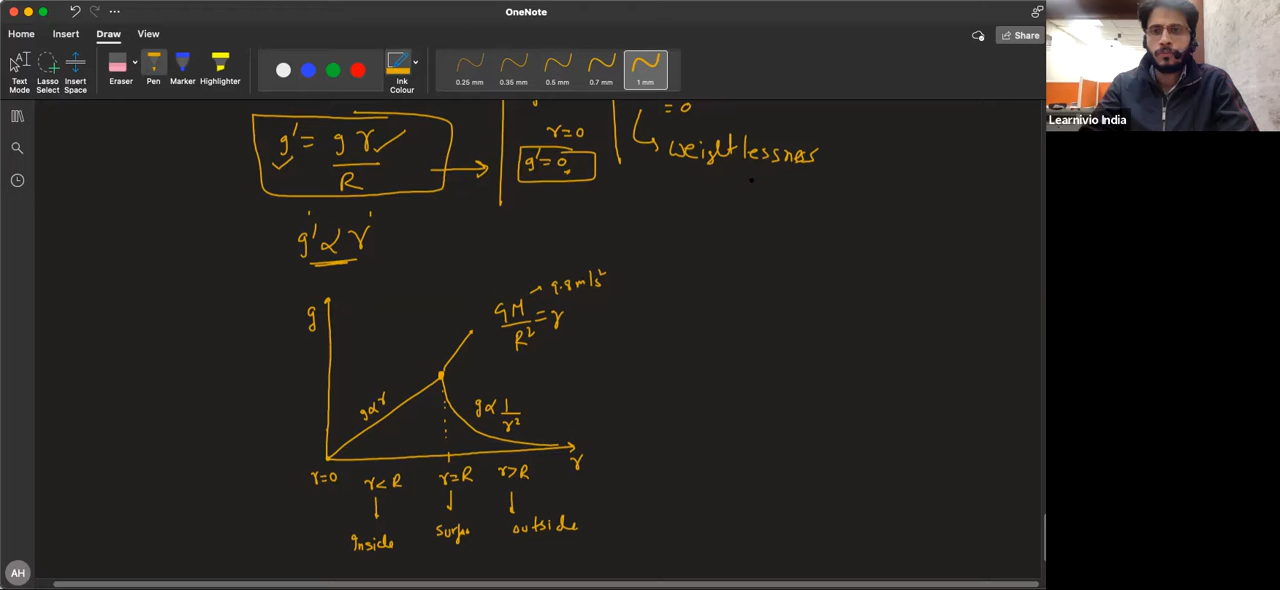 OneNote
Home Insert Draw View
Share
Text Mode
Lasso Select
Insert Space
Eraser
Pen
Marker
Highlighter
Ink Colour
0.25 mm
0.35 mm
0.5 mm
0.7 mm
1 mm
Learnivio India
g' = gr/R
r=0
g'=0
= 0
weightlessness
g' ∝ r
g
GM/R² = γ
9.8 m/s²
g∝r
g∝ 1/r²
r
r=0
r<R
r=R
r>R
Inside
outside
AH